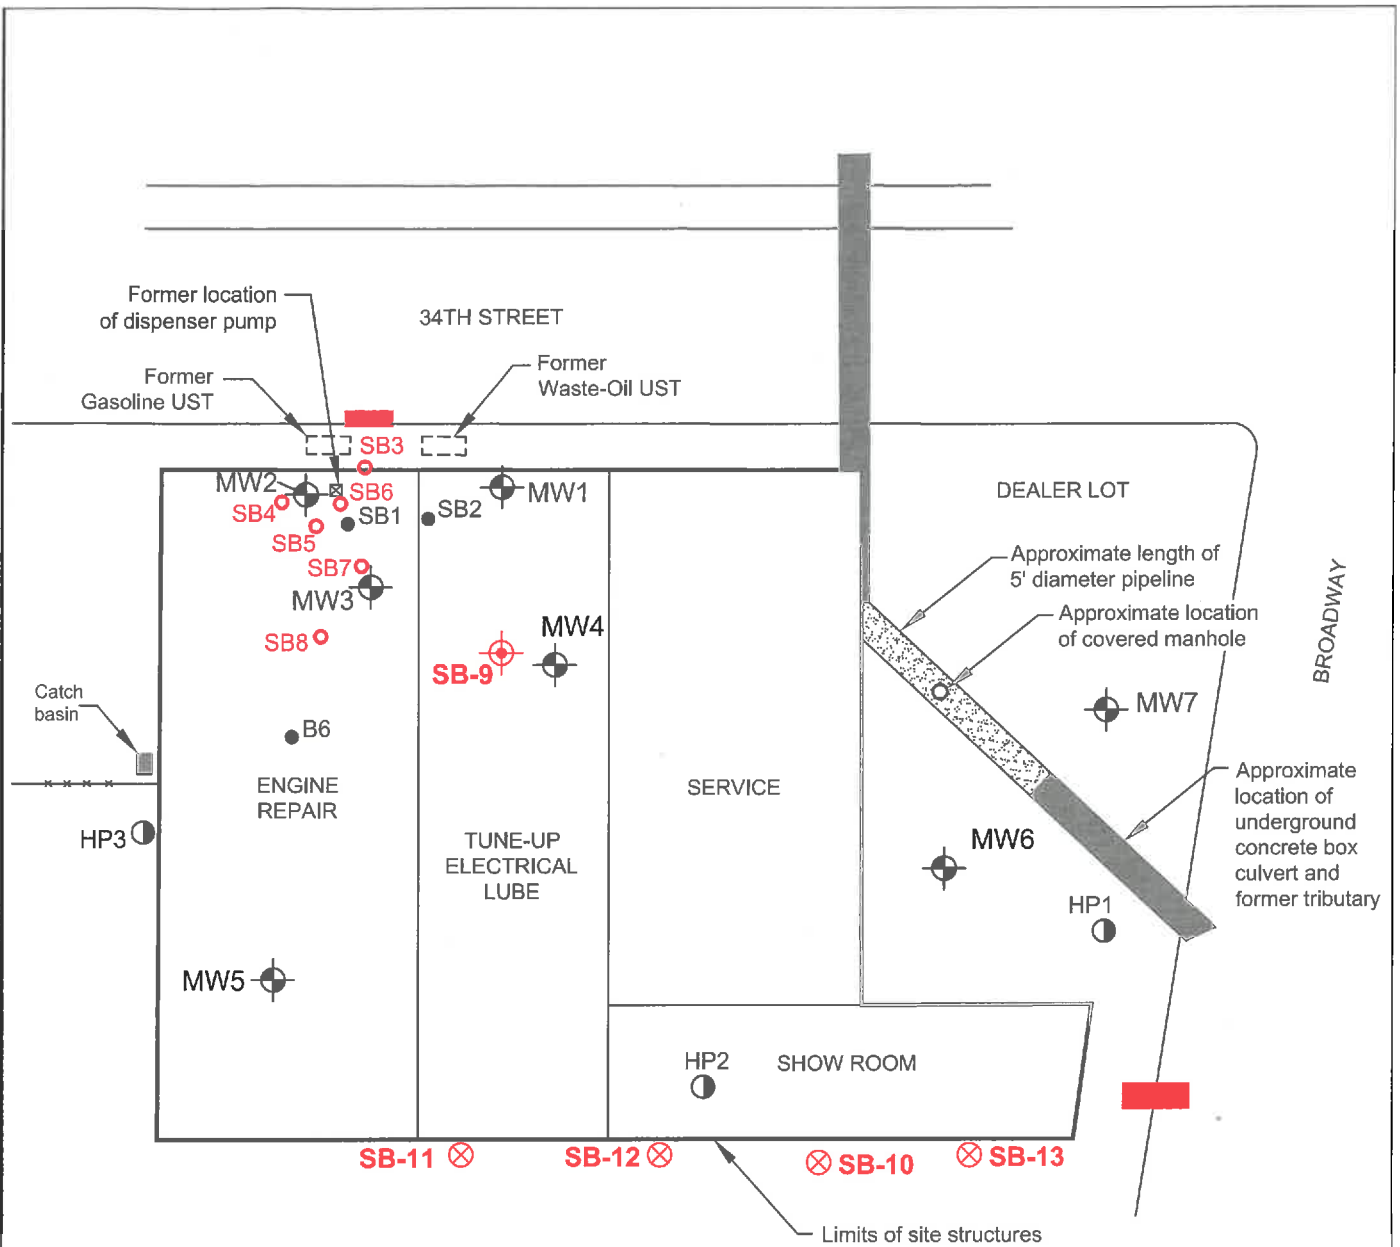 Former location
of dispenser pump
34TH STREET
Former
Gasoline UST
Former
Waste-Oil UST
SB3
MW2
SB6
MW1
SB4
SB1
SB2
DEALER LOT
SB5
SB7
MW3
Approximate length of
5' diameter pipeline
Approximate location
of covered manhole
BROADWAY
SB8
MW4
SB-9
MW7
Catch
basin
B6
ENGINE
REPAIR
SERVICE
Approximate
location of
underground
concrete box
culvert and
former tributary
HP3
TUNE-UP
ELECTRICAL
LUBE
MW6
HP1
MW5
HP2
SHOW ROOM
SB-11
SB-12
SB-10
SB-13
Limits of site structures